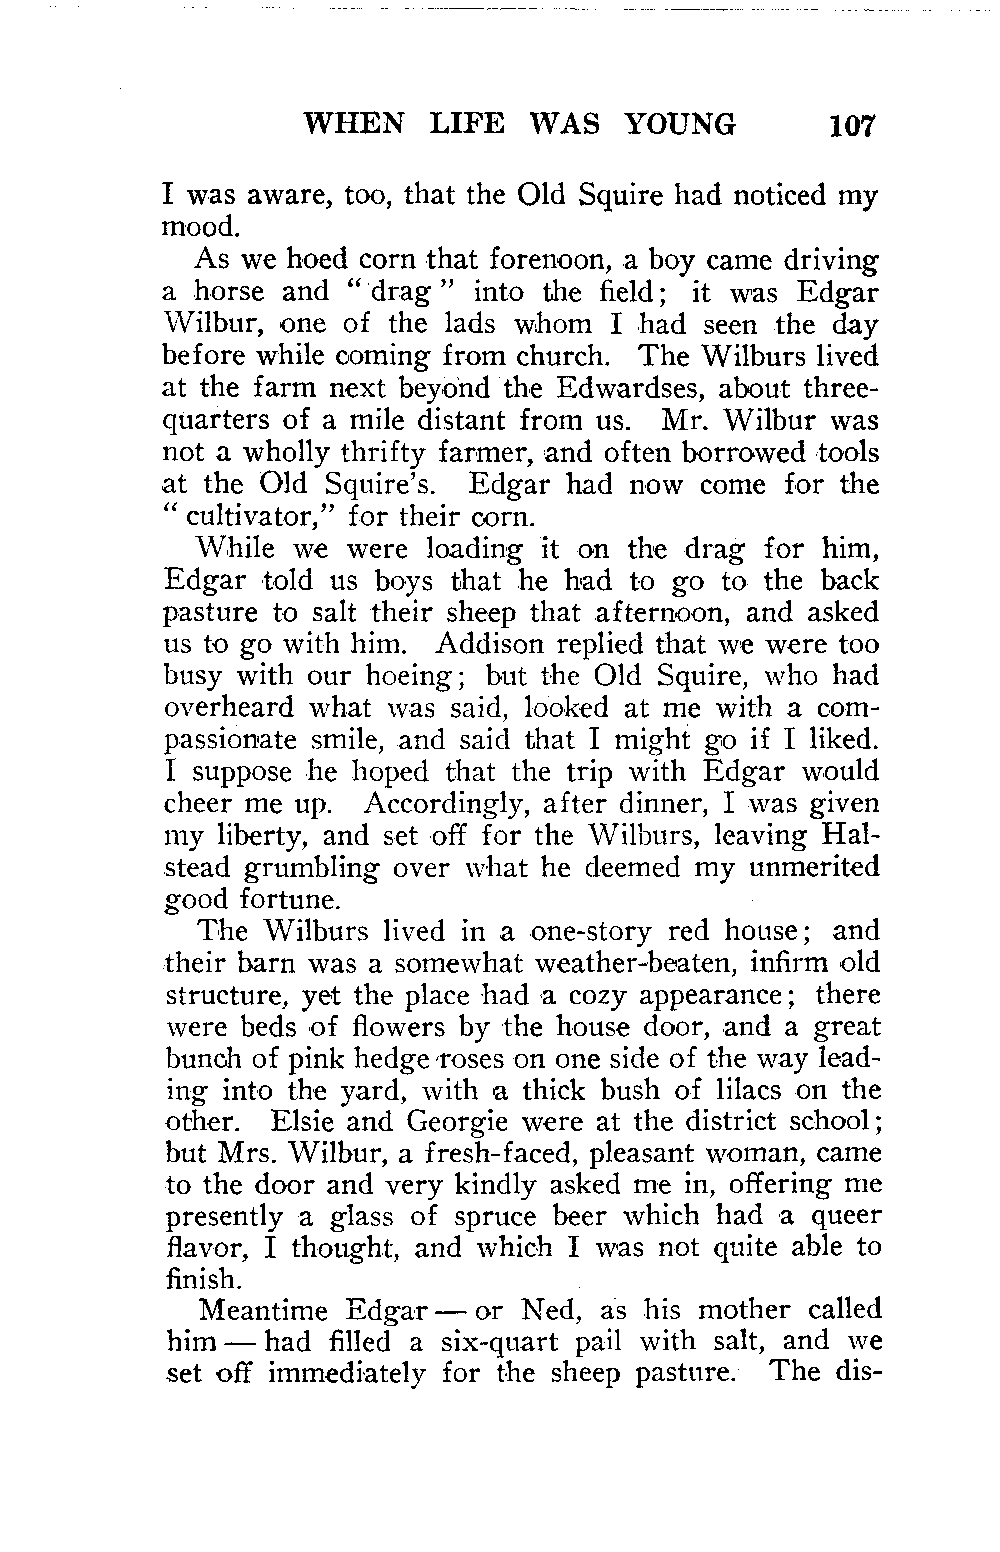 WHEN LIFE WAS YOUNG 107
I was aware, too, that the Old Squire had noticed my
mood.
As we hoed corn that forenoon, a boy came driving
a horse and " drag " into the field; it was Edgar
Wilbur, one of the lads whom I had seen the day
before while coming from church. The Wilburs lived
at the farm next beyond the Edwardses, about three-
quarters of a mile distant from us. Mr. Wilbur was
not a wholly thrifty farmer, and often borrowed tools
at the Old Squire's. Edgar had now come for the
" cultivator," for their corn.
While we were loading it on the drag for him,
Edgar told us boys that he had to go to the back
pasture to salt their sheep that afternoon, and asked
us to go with him. Addison replied that we were too
busy with our hoeing; but the Old Squire, who had
overheard what was said, looked at me with a com-
passionate smile, and said that I might go if I liked.
I suppose he hoped that the trip with Edgar would
cheer me up. Accordingly, after dinner, I was given
my liberty, and set off for the Wilburs, leaving Hal-
stead grumbling over what he deemed my unmerited
good fortune.
The Wilburs lived in a one-story red house; and
their barn was a somewhat weather-beaten, infirm old
structure, yet the place had a cozy appearance; there
were beds of flowers by the house door, and a great
bunch of pink hedge roses on one side of the way lead-
ing into the yard, with a thick bush of lilacs on the
other. Elsie and Georgie were at the district school;
but Mrs. Wilbur, a fresh-faced, pleasant woman, came
to the door and very kindly asked me in, offering me
presently a glass of spruce beer which had a queer
flavor, I thought, and which I was not quite able to
finish.
Meantime Edgar — or Ned, as his mother called
him — had filled a six-quart pail with salt, and we
set off immediately for the sheep pasture. The dis-